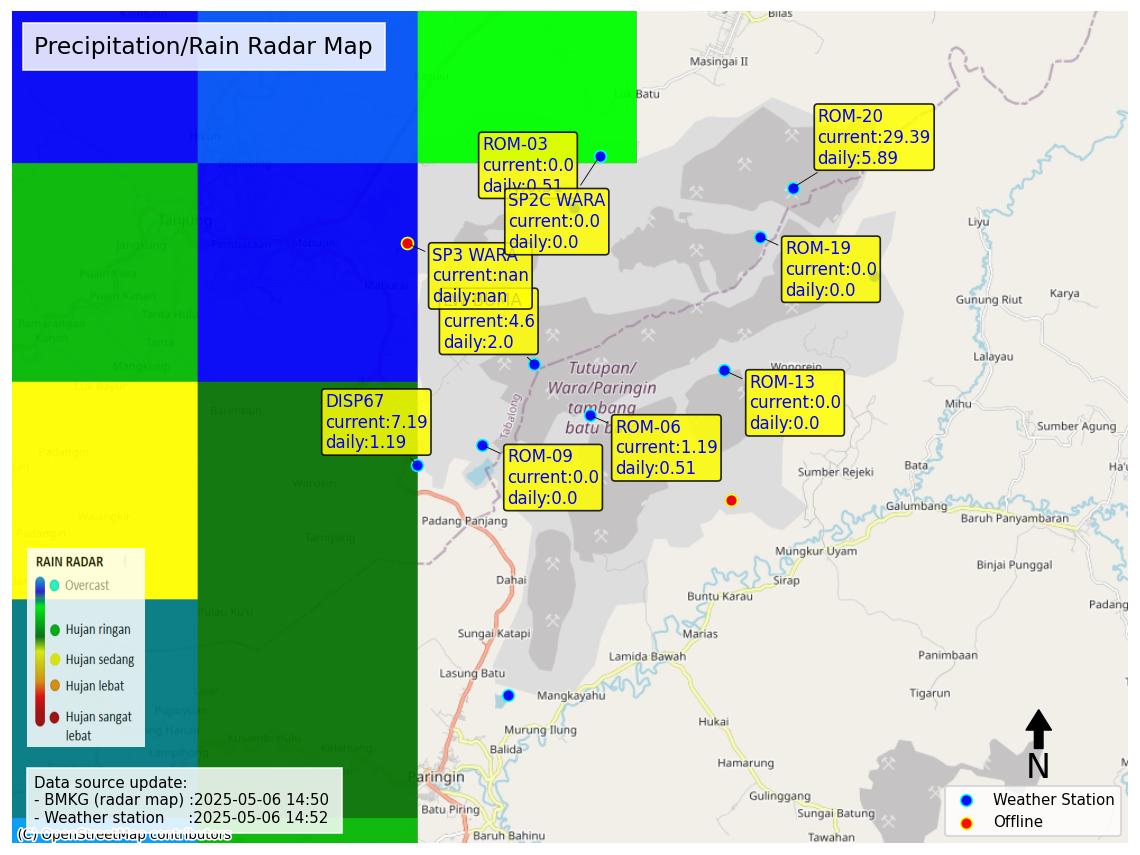 Precipitation/Rain Radar Map
Bilas
Masingai II
Batu
ROM-20
current:29.39
daily:5.89
ROM-03
current:0.0
daily:0.51
SP2C WARA
current:0.0
daily:0.0
Liyu
ROM-19
current:0.0
daily:0.0
SP3 WARA
current:nan
daily:nan
current:4.6
daily:2.0
Tanjung
Gunung Riut
Karya
Lalayau
Tutupan/
Wara/Paringin
tambang
batu
Wonorejo
ROM-13
current:0.0
daily:0.0
Mihu
DISP67
current:7.19
daily:1.19
Tabalong
ROM-06
current:1.19
daily:0.51
Sumber Agung
ROM-09
current:0.0
daily:0.0
Bata
Sumber Rejeki
Ha'u
Galumbang
Baruh Panyambaran
Padang Panjang
Mungkur Uyam
Binjai Punggal
Dahai
Sirap
Buntu Karau
Padang
RAIN RADAR
Overcast
Hujan ringan
Hujan sedang
Hujan lebat
Hujan sangat
lebat
Sungai Katapi
Marias
Lamida Bawah
Panimbaan
Lasung Batu
Mangkayahu
Tigarun
Murung Ilung
Hukai
Balida
Hamarung
N
Paringin
Gulinggang
Batu Piring
Sungai Batung
Baruh Bahinu
Tawahan
Data source update:
- BMKG (radar map) :2025-05-06 14:50
- Weather station :2025-05-06 14:52
(C) OpenStreetMap contributors
Weather Station
Offline